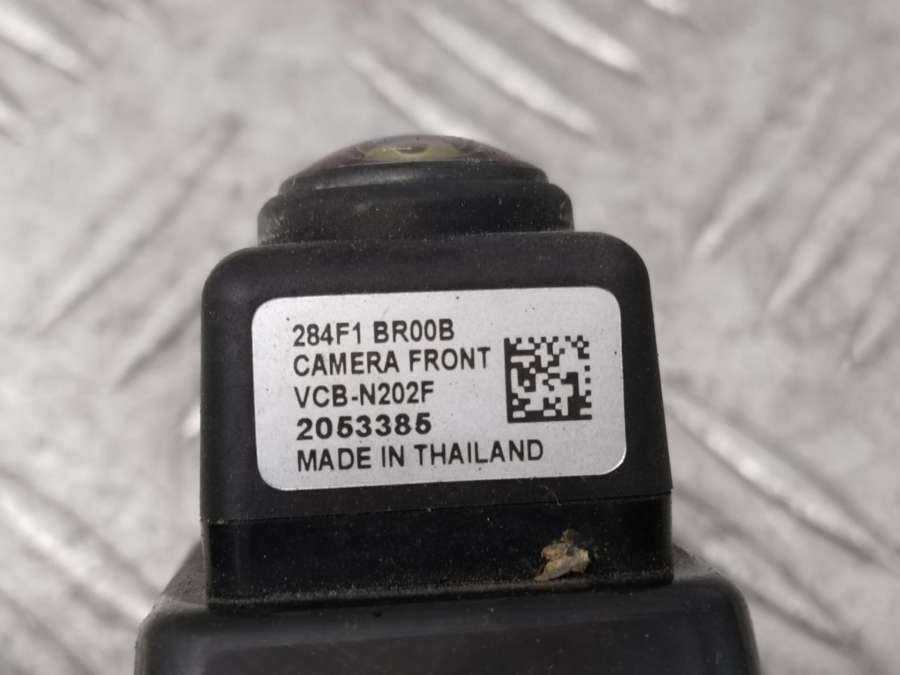 284F1 BR00B
CAMERA FRONT
VCB-N202F
2053385
MADE IN THAILAND